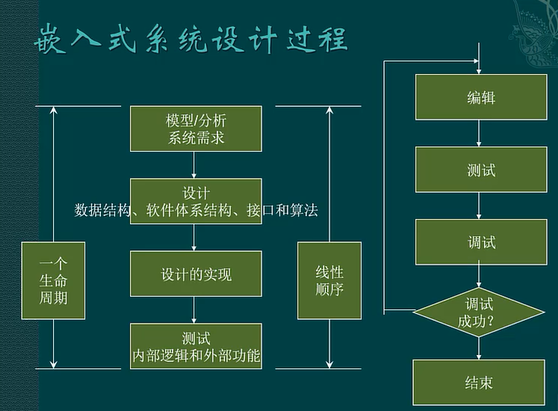 嵌入式系统设计过程
模型/分析
系统需求
设计
数据结构、软件体系结构、接口和算法
设计的实现
测试
内部逻辑和外部功能
一个
生命
周期
线性
顺序
编辑
测试
调试
调试
成功?
结束